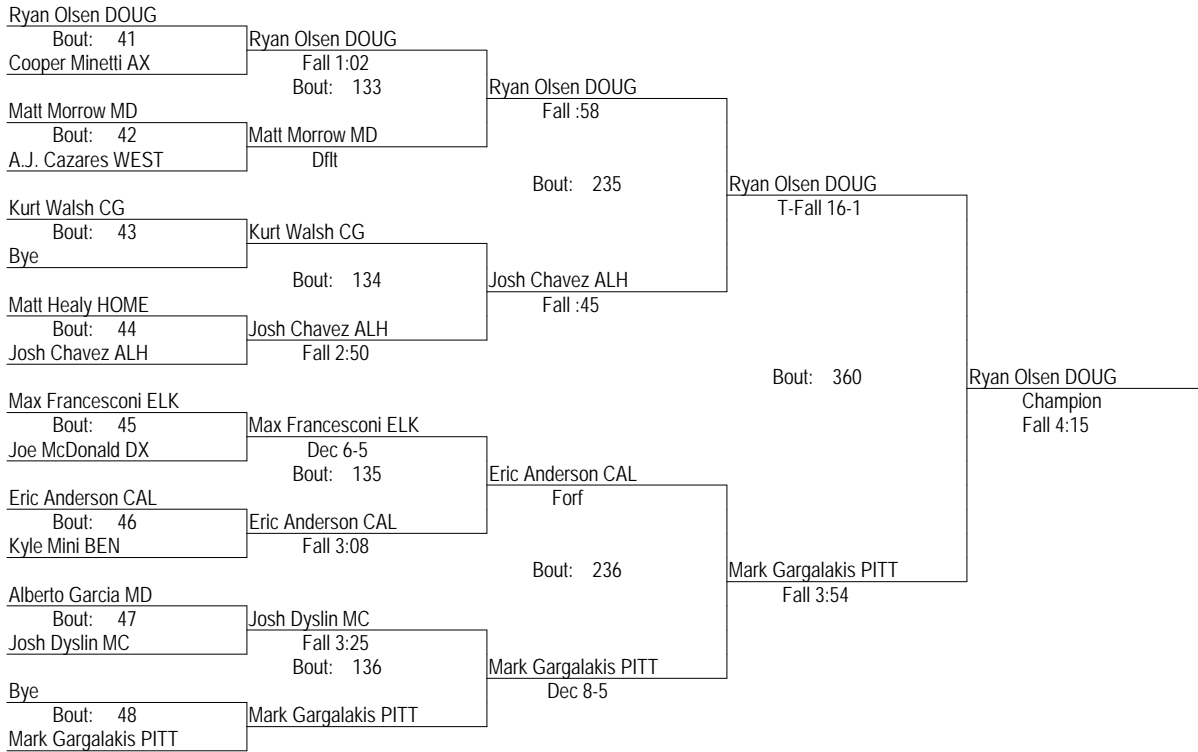 Ryan Olsen DOUG
Bout: 41
Cooper Minetti AX
Matt Morrow MD
Bout: 42
A.J. Cazares WEST
Kurt Walsh CG
Bout: 43
Bye
Matt Healy HOME
Bout: 44
Josh Chavez ALH
Max Francesconi ELK
Bout: 45
Joe McDonald DX
Eric Anderson CAL
Bout: 46
Kyle Mini BEN
Alberto Garcia MD
Bout: 47
Josh Dyslin MC
Bye
Bout: 48
Mark Gargalakis PITT
Ryan Olsen DOUG
Fall 1:02
Bout: 133
Matt Morrow MD
Dflt
Kurt Walsh CG
Bout: 134
Josh Chavez ALH
Fall 2:50
Max Francesconi ELK
Dec 6-5
Bout: 135
Eric Anderson CAL
Fall 3:08
Josh Dyslin MC
Fall 3:25
Bout: 136
Mark Gargalakis PITT
Ryan Olsen DOUG
Fall :58
Bout: 235
Josh Chavez ALH
Fall :45
Eric Anderson CAL
Forf
Bout: 236
Mark Gargalakis PITT
Dec 8-5
Ryan Olsen DOUG
T-Fall 16-1
Bout: 360
Mark Gargalakis PITT
Fall 3:54
Ryan Olsen DOUG
Champion
Fall 4:15